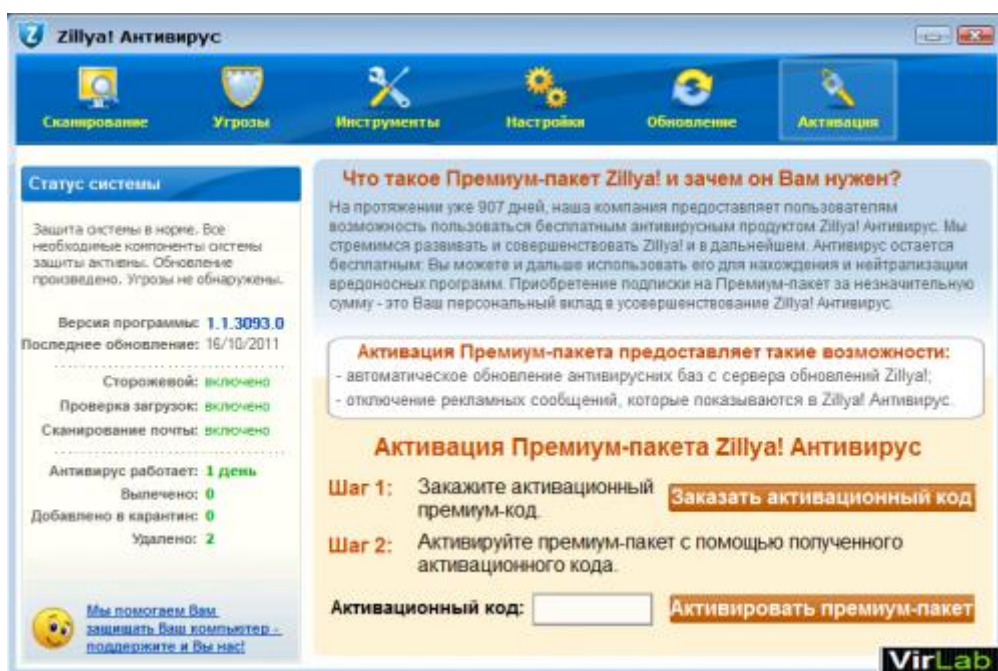 Zillya! Антивирус
Сканирование Угрозы Инструменты Настройки Обновление Активация
Статус системы
Защита системы в норме. Все
необходимые компоненты системы
защиты активны. Обновление
произведено. Угрозы не обнаружены.
Версия программы: 1.1.3093.0
Последнее обновление: 16/10/2011
Сторожевой: включено
Проверка загрузок: включено
Сканирование почты: включено
Антивирус работает: 1 день
Вылечено: 0
Добавлено в карантин: 0
Удалено: 2
Мы помогаем Вам
защищать Ваш компьютер -
поддержите и Вы нас!
Что такое Премиум-пакет Zillya! и зачем он Вам нужен?
На протяжении уже 907 дней, наша компания предоставляет пользователям
возможность пользоваться бесплатным антивирусным продуктом Zillya! Антивирус. Мы
стремимся развивать и совершенствовать Zillya! и в дальнейшем. Антивирус остается
бесплатным: Вы можете и дальше использовать его для нахождения и нейтрализации
вредоносных программ. Приобретение подписки на Премиум-пакет за незначительную
сумму - это Ваш персональный вклад в усовершенствование Zillya! Антивирус.
Активация Премиум-пакета предоставляет такие возможности:
- автоматическое обновление антивирусних баз с сервера обновлений Zillya!;
- отключение рекламных сообщений, которые показываются в Zillya! Антивирус.
Активация Премиум-пакета Zillya! Антивирус
Шаг 1: Закажите активационный
премиум-код. Заказать активационный код
Шаг 2: Активируйте премиум-пакет с помощью полученного
активационного кода.
Активационный код: Активировать премиум-пакет
VirLab